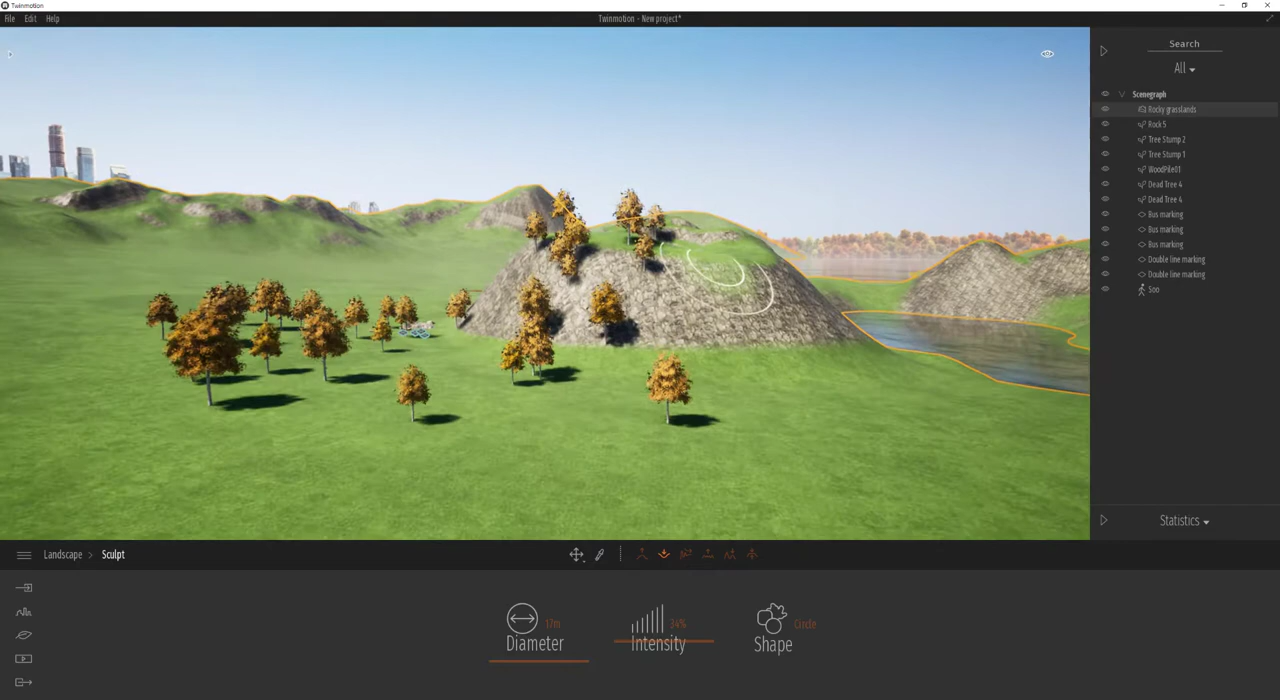 Twinmotion
File Edit Help
Twinmotion - New project*
Search
All
Scenegraph
Rocky grasslands
Rock 5
Tree Stump 2
Tree Stump 1
WoodPile01
Dead Tree 4
Dead Tree 4
Bus marking
Bus marking
Bus marking
Double line marking
Double line marking
Soo
Statistics
Landscape > Sculpt
17m
Diameter
24%
Intensity
Circle
Shape